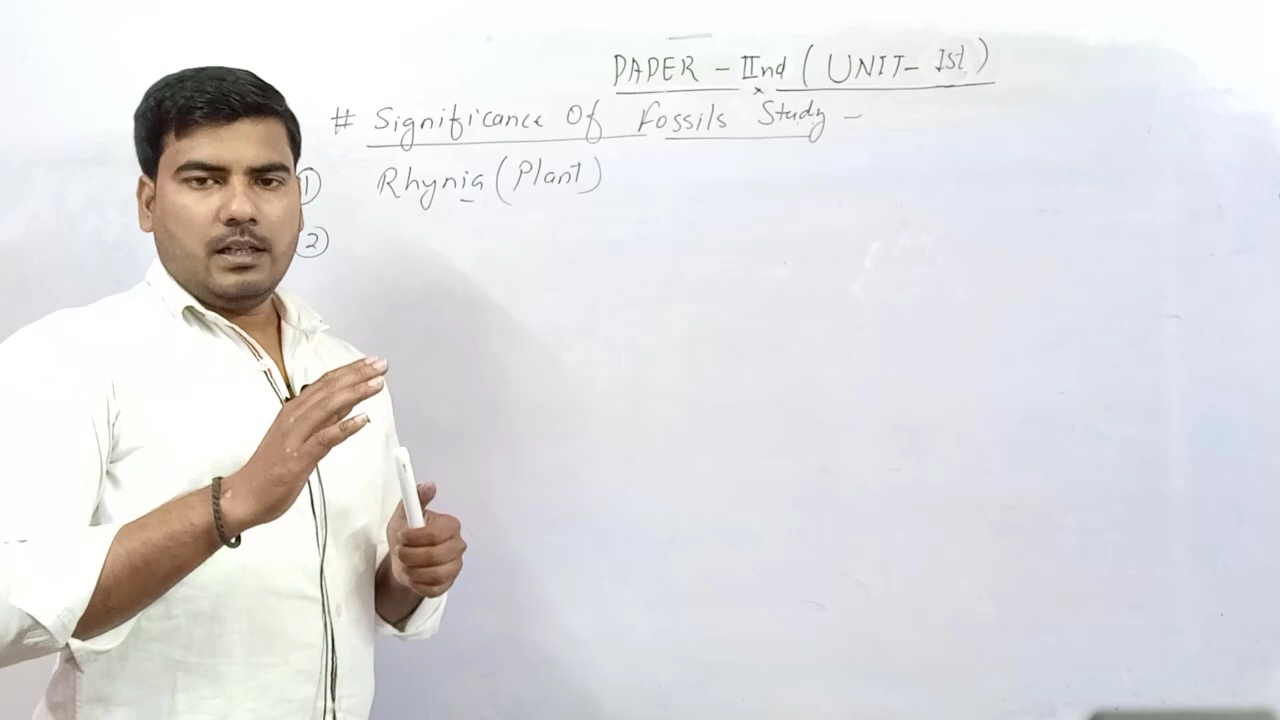 PAPER - IInd (UNIT- Ist)
# Significance Of Fossils Study -
① Rhynia (Plant)
②